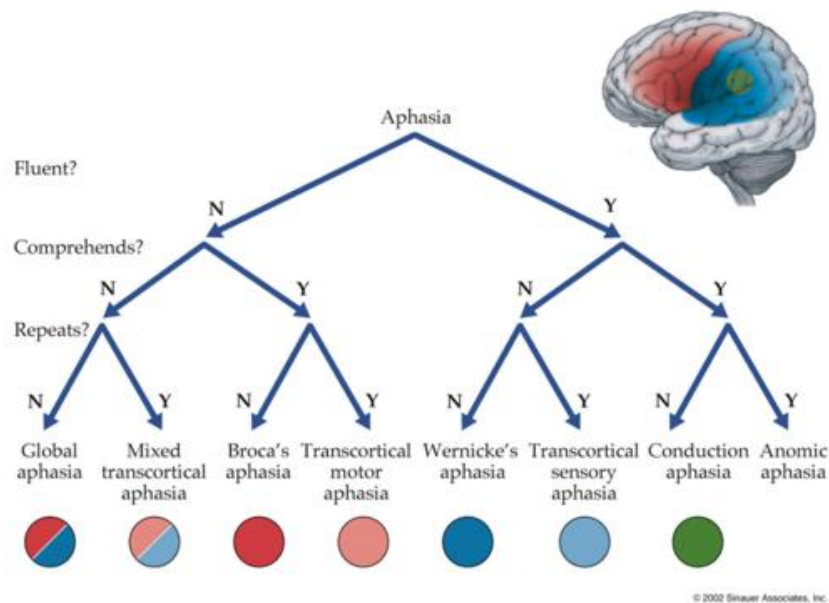 Aphasia
Fluent?
N Y
Comprehends?
N Y N Y
Repeats?
N Y N Y N Y N Y
Global aphasia
Mixed transcortical aphasia
Broca's aphasia
Transcortical motor aphasia
Wernicke's aphasia
Transcortical sensory aphasia
Conduction aphasia
Anomic aphasia
© 2002 Sinauer Associates, Inc.